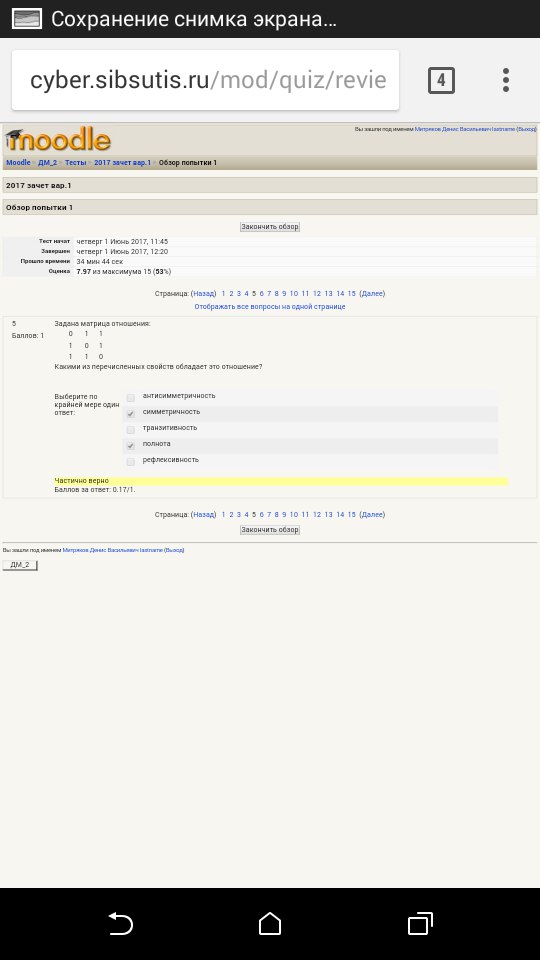 Сохранение снимка экрана...
cyber.sibsutis.ru/mod/quiz/revie
4
moodle
Вы зашли под именем Митряков Денис Васильевич lastname (Выход)
Moodle ▸ ДМ_2 ▸ Тесты ▸ 2017 зачет вар.1 ▸ Обзор попытки 1
2017 зачет вар.1
Обзор попытки 1
Закончить обзор
Тест начат четверг 1 Июнь 2017, 11:45
Завершен четверг 1 Июнь 2017, 12:20
Прошло времени 34 мин 44 сек
Оценка 7.97 из максимума 15 (53%)
Страница: (Назад) 1 2 3 4 5 6 7 8 9 10 11 12 13 14 15 (Далее)
Отображать все вопросы на одной странице
5
Баллов: 1
Задана матрица отношения:
0 1 1
1 0 1
1 1 0
Какими из перечисленных свойств обладает это отношение?
Выберите по
крайней мере один
ответ:
антисимметричность
симметричность
транзитивность
полнота
рефлексивность
Частично верно
Баллов за ответ: 0.17/1.
Страница: (Назад) 1 2 3 4 5 6 7 8 9 10 11 12 13 14 15 (Далее)
Закончить обзор
Вы зашли под именем Митряков Денис Васильевич lastname (Выход)
ДМ_2